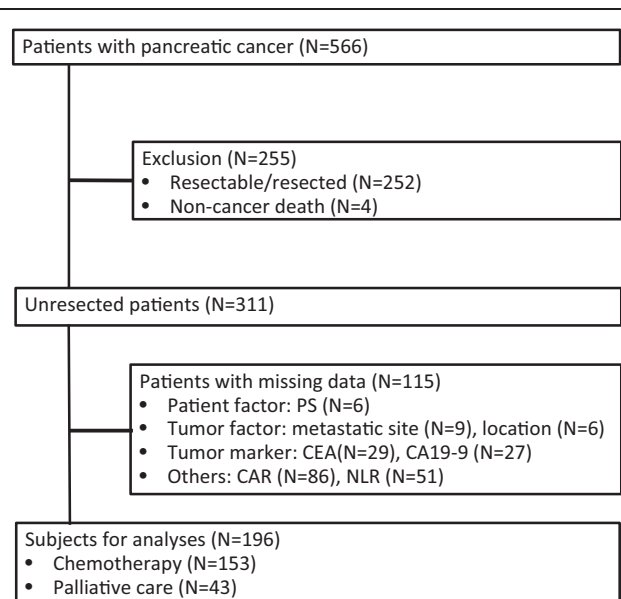 Patients with pancreatic cancer (N=566)
Exclusion (N=255)
• Resectable/resected (N=252)
• Non-cancer death (N=4)
Unresected patients (N=311)
Patients with missing data (N=115)
• Patient factor: PS (N=6)
• Tumor factor: metastatic site (N=9), location (N=6)
• Tumor marker: CEA(N=29), CA19-9 (N=27)
• Others: CAR (N=86), NLR (N=51)
Subjects for analyses (N=196)
• Chemotherapy (N=153)
• Palliative care (N=43)